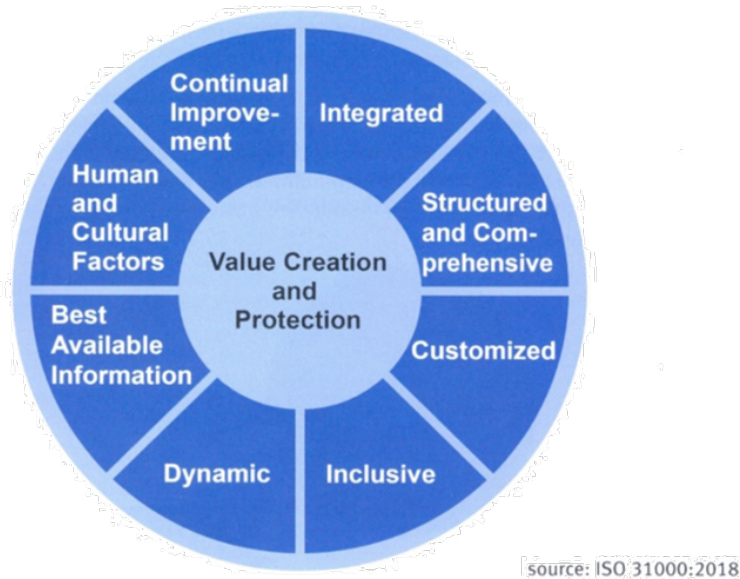 Continual
Improve-
ment
Integrated
Structured
and Com-
prehensive
Customized
Inclusive
Dynamic
Best
Available
Information
Human
and
Cultural
Factors
Value Creation
and
Protection
source: ISO 31000:2018